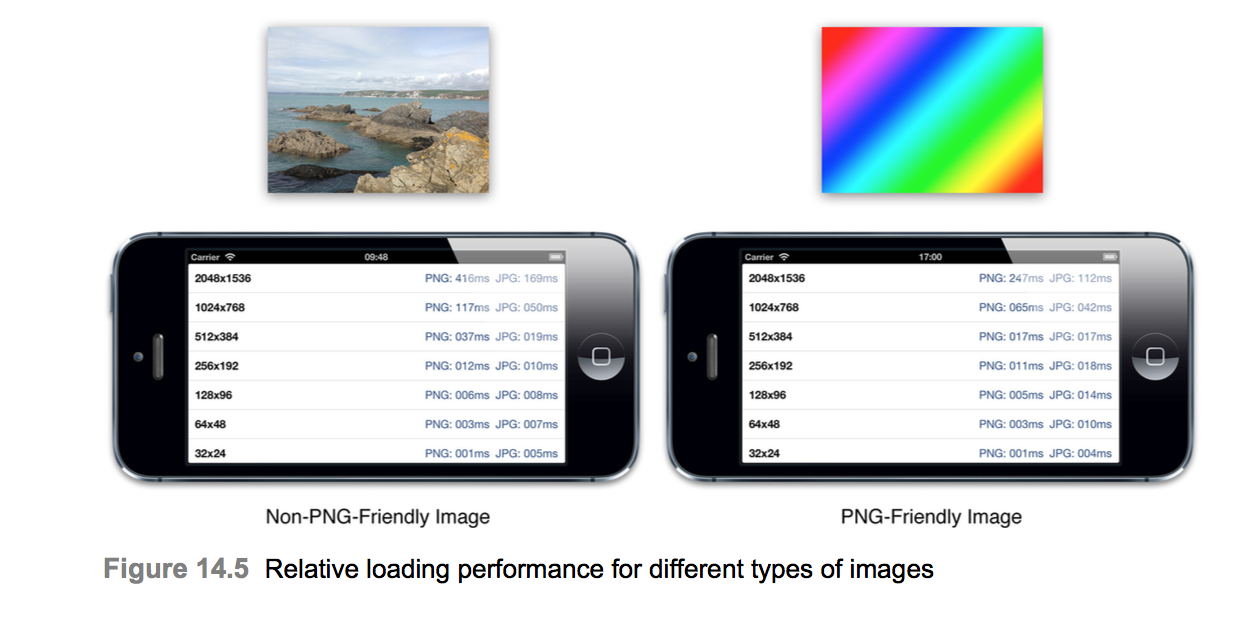 Carrier 09:48
2048x1536 PNG: 416ms JPG: 169ms
1024x768 PNG: 117ms JPG: 050ms
512x384 PNG: 037ms JPG: 019ms
256x192 PNG: 012ms JPG: 010ms
128x96 PNG: 006ms JPG: 008ms
64x48 PNG: 003ms JPG: 007ms
32x24 PNG: 001ms JPG: 005ms
Non-PNG-Friendly Image
Carrier 17:00
2048x1536 PNG: 247ms JPG: 112ms
1024x768 PNG: 065ms JPG: 042ms
512x384 PNG: 017ms JPG: 017ms
256x192 PNG: 011ms JPG: 018ms
128x96 PNG: 005ms JPG: 014ms
64x48 PNG: 003ms JPG: 010ms
32x24 PNG: 001ms JPG: 004ms
PNG-Friendly Image
Figure 14.5 Relative loading performance for different types of images